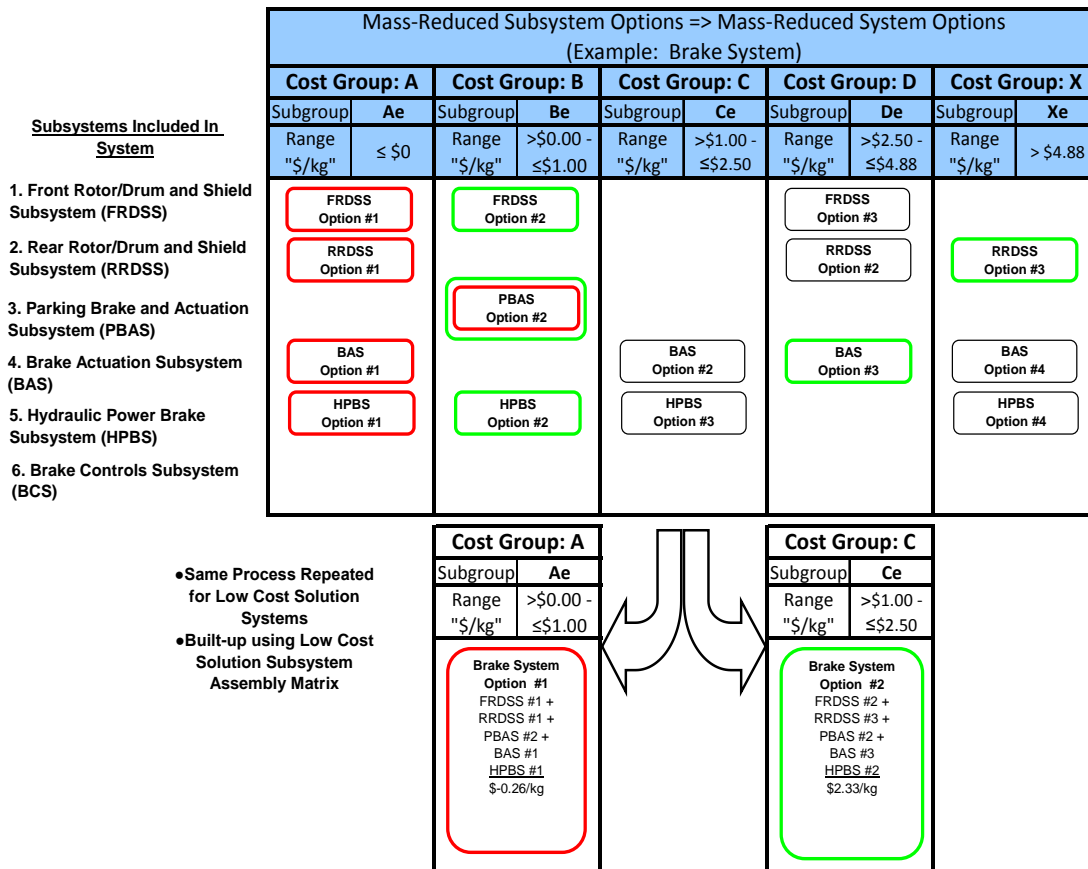 Mass-Reduced Subsystem Options => Mass-Reduced System Options
(Example: Brake System)
Cost Group: A
Cost Group: B
Cost Group: C
Cost Group: D
Cost Group: X
Subgroup Ae
Subgroup Be
Subgroup Ce
Subgroup De
Subgroup Xe
Subsystems Included In
System
Range
"$/kg"
≤ $0
Range
"$/kg"
>$0.00 -
≤$1.00
Range
"$/kg"
>$1.00 -
≤$2.50
Range
"$/kg"
>$2.50 -
≤$4.88
Range
"$/kg"
> $4.88
1. Front Rotor/Drum and Shield
Subsystem (FRDSS)
FRDSS
Option #1
FRDSS
Option #2
FRDSS
Option #3
2. Rear Rotor/Drum and Shield
Subsystem (RRDSS)
RRDSS
Option #1
RRDSS
Option #2
RRDSS
Option #3
3. Parking Brake and Actuation
Subsystem (PBAS)
PBAS
Option #2
4. Brake Actuation Subsystem
(BAS)
BAS
Option #1
BAS
Option #2
BAS
Option #3
BAS
Option #4
5. Hydraulic Power Brake
Subsystem (HPBS)
HPBS
Option #1
HPBS
Option #2
HPBS
Option #3
HPBS
Option #4
6. Brake Controls Subsystem
(BCS)
●Same Process Repeated
for Low Cost Solution
Systems
●Built-up using Low Cost
Solution Subsystem
Assembly Matrix
Cost Group: A
Subgroup Ae
Range
"$/kg"
>$0.00 -
≤$1.00
Brake System
Option #1
FRDSS #1 +
RRDSS #1 +
PBAS #2 +
BAS #1
HPBS #1
$-0.26/kg
Cost Group: C
Subgroup Ce
Range
"$/kg"
>$1.00 -
≤$2.50
Brake System
Option #2
FRDSS #2 +
RRDSS #3 +
PBAS #2 +
BAS #3
HPBS #2
$2.33/kg